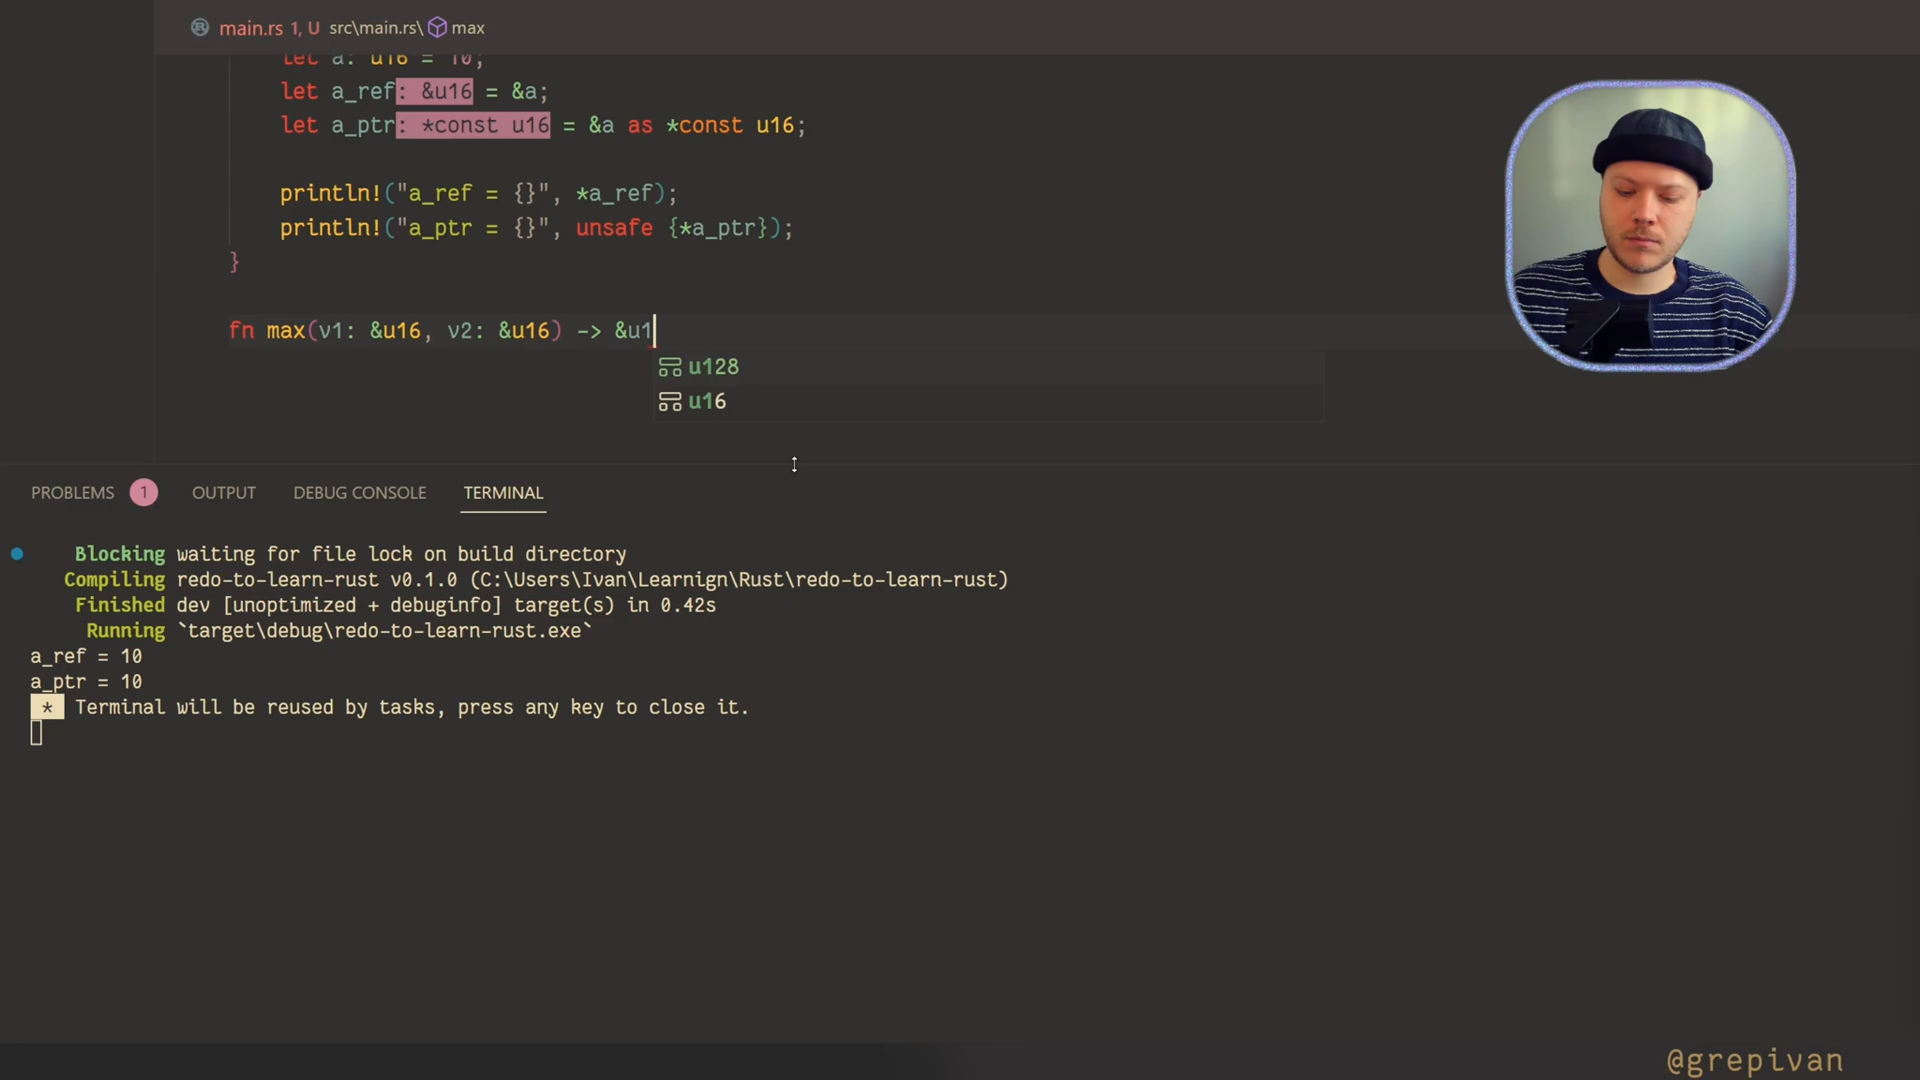 main.rs 1, U src\main.rs\ max
let a: u16 = 10;
let a_ref: &u16 = &a;
let a_ptr: *const u16 = &a as *const u16;
println!("a_ref = {}", *a_ref);
println!("a_ptr = {}", unsafe {*a_ptr});
}
fn max(v1: &u16, v2: &u16) -> &u1
u128
u16
PROBLEMS 1 OUTPUT DEBUG CONSOLE TERMINAL
Blocking waiting for file lock on build directory
Compiling redo-to-learn-rust v0.1.0 (C:\Users\Ivan\Learnign\Rust\redo-to-learn-rust)
Finished dev [unoptimized + debuginfo] target(s) in 0.42s
Running `target\debug\redo-to-learn-rust.exe`
a_ref = 10
a_ptr = 10
* Terminal will be reused by tasks, press any key to close it.
@grepivan